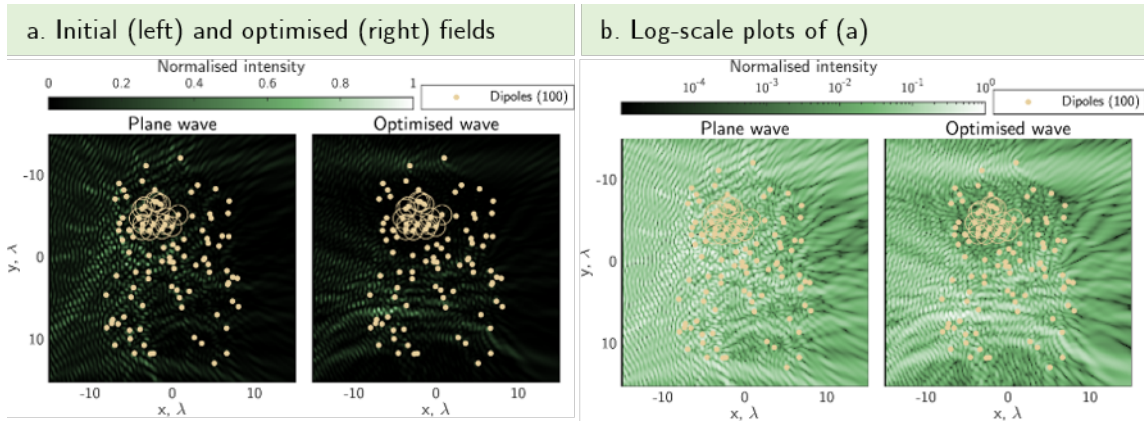 a. Initial (left) and optimised (right) fields
Normalised intensity
0 0.2 0.4 0.6 0.8 1
Dipoles (100)
Plane wave
Optimised wave
-10
0
10
y, λ
-10 0 10
x, λ
-10 0 10
x, λ
b. Log-scale plots of (a)
Normalised intensity
10⁻⁴ 10⁻³ 10⁻² 10⁻¹ 10⁰
Dipoles (100)
Plane wave
Optimised wave
-10
0
10
y, λ
-10 0 10
x, λ
-10 0 10
x, λ